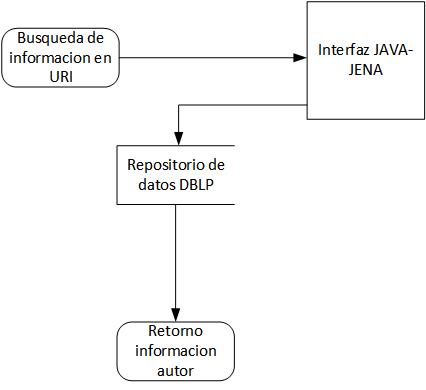 Busqueda de
informacion en
URI
Interfaz JAVA-
JENA
Repositorio de
datos DBLP
Retorno
informacion
autor